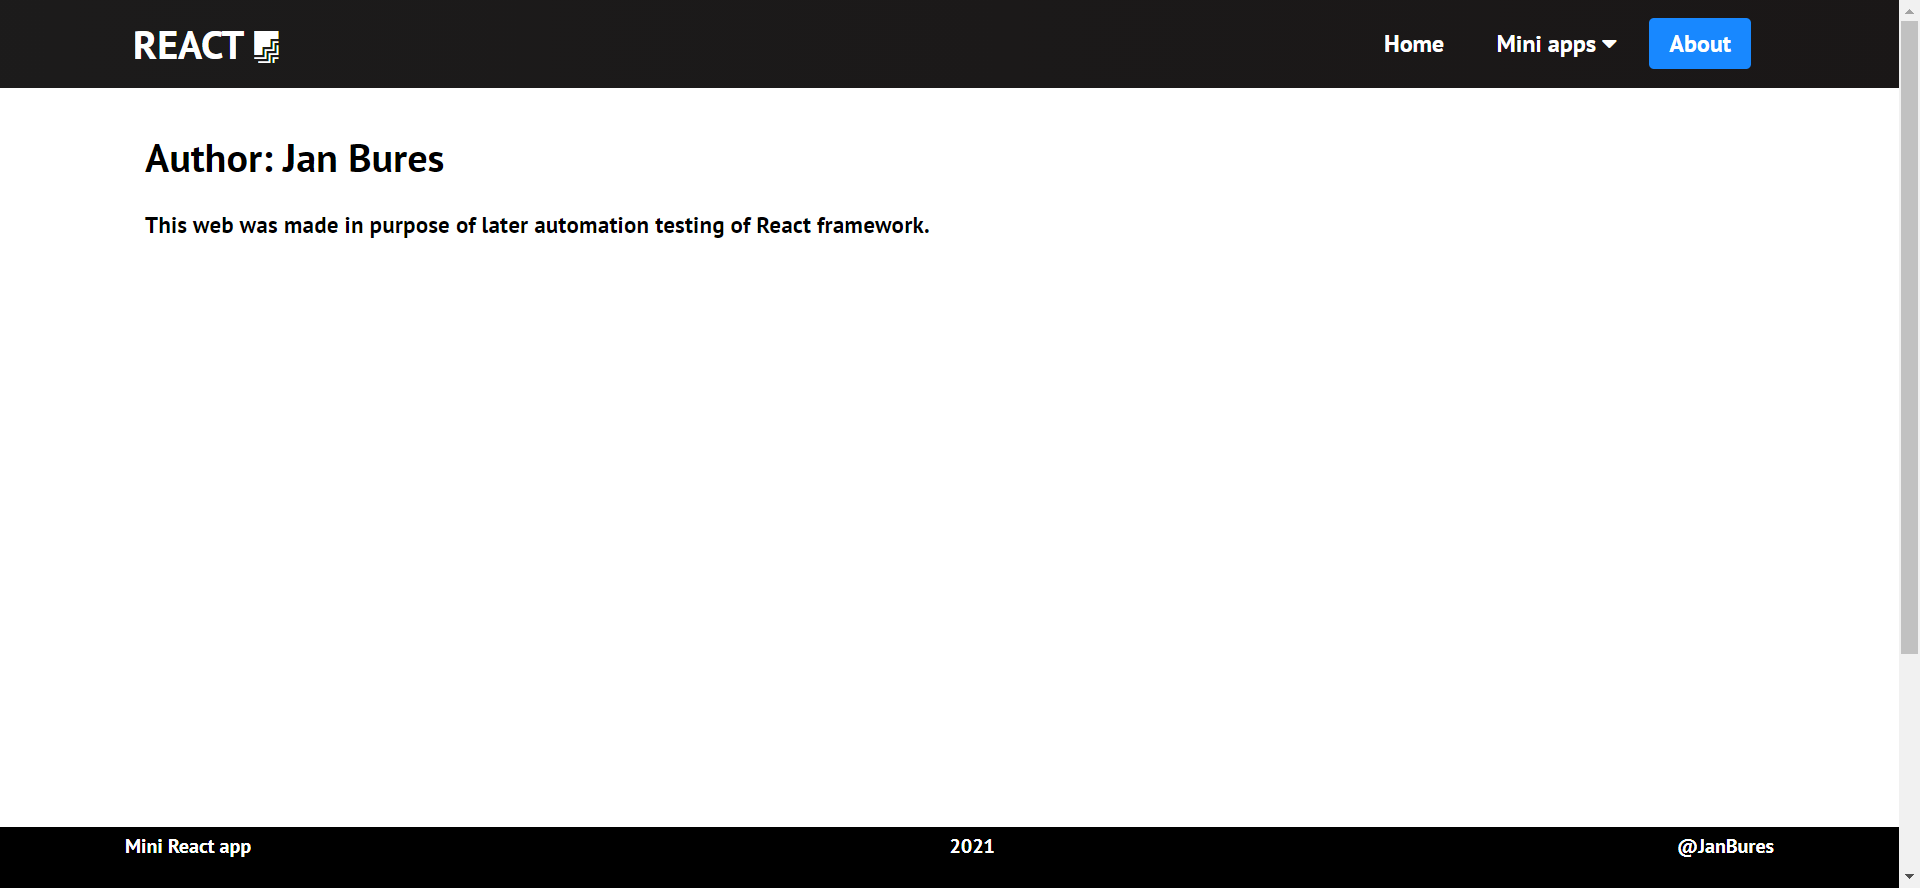 REACT
Home
Mini apps
About
Author: Jan Bures
This web was made in purpose of later automation testing of React framework.
Mini React app
2021
@JanBures